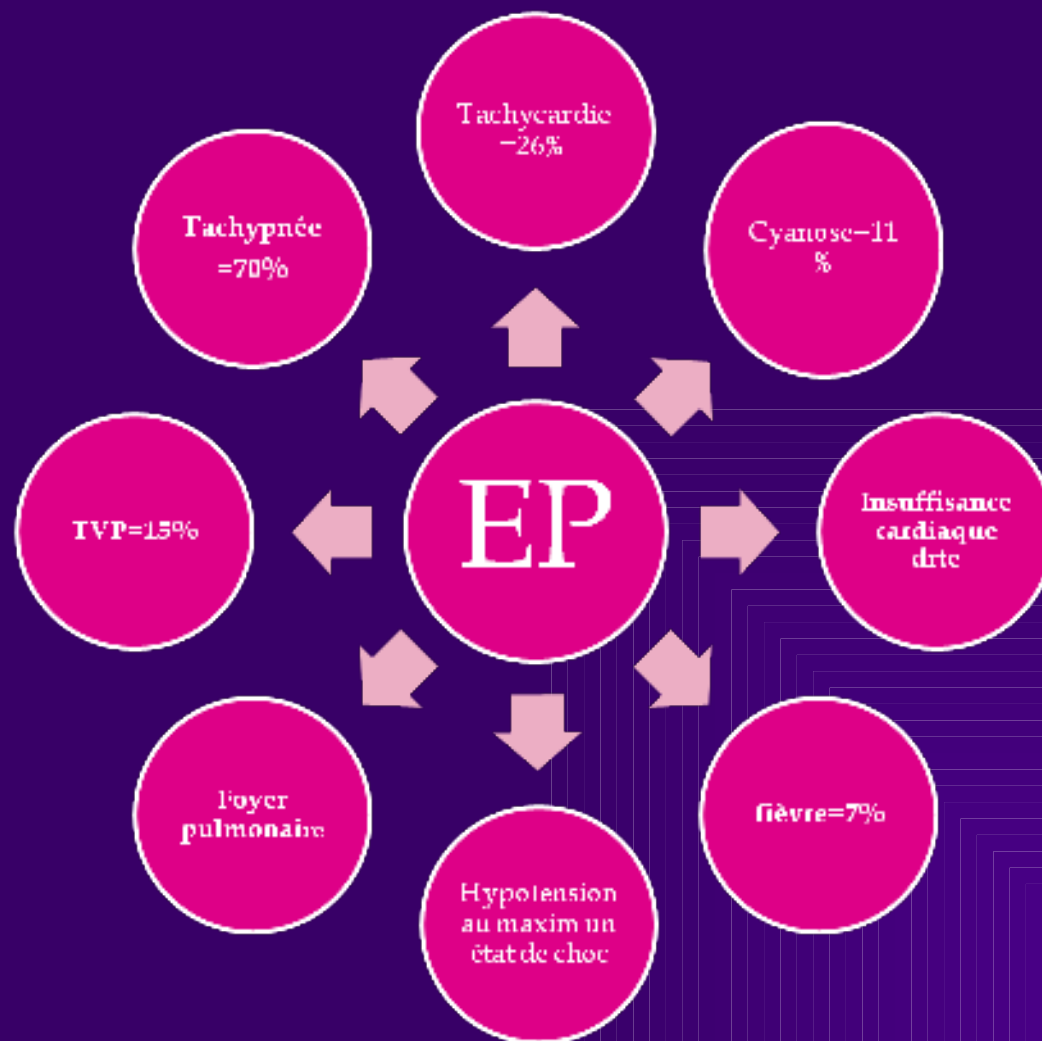 Tachycardie
=26%
Cyanose=11
%
Insuffisance
cardiaque
drte
fièvre=7%
Hypotension
au maxim un
état de choc
Foyer
pulmonaire
TVP=15%
Tachypnée
=70%
EP